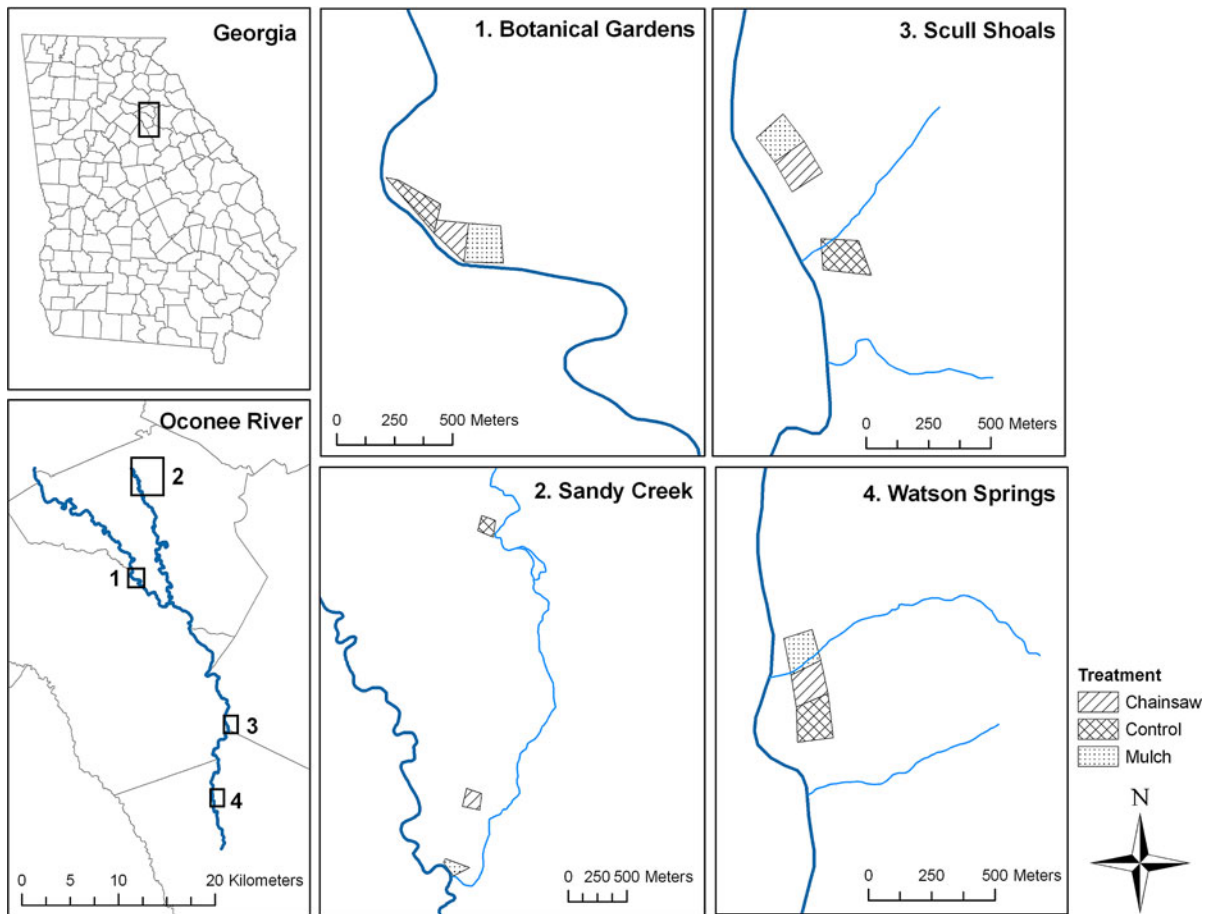 Georgia
Oconee River
2
1
3
4
0 5 10 20 Kilometers
1. Botanical Gardens
0 250 500 Meters
2. Sandy Creek
0 250 500 Meters
3. Scull Shoals
0 250 500 Meters
4. Watson Springs
0 250 500 Meters
Treatment
Chainsaw
Control
Mulch
N